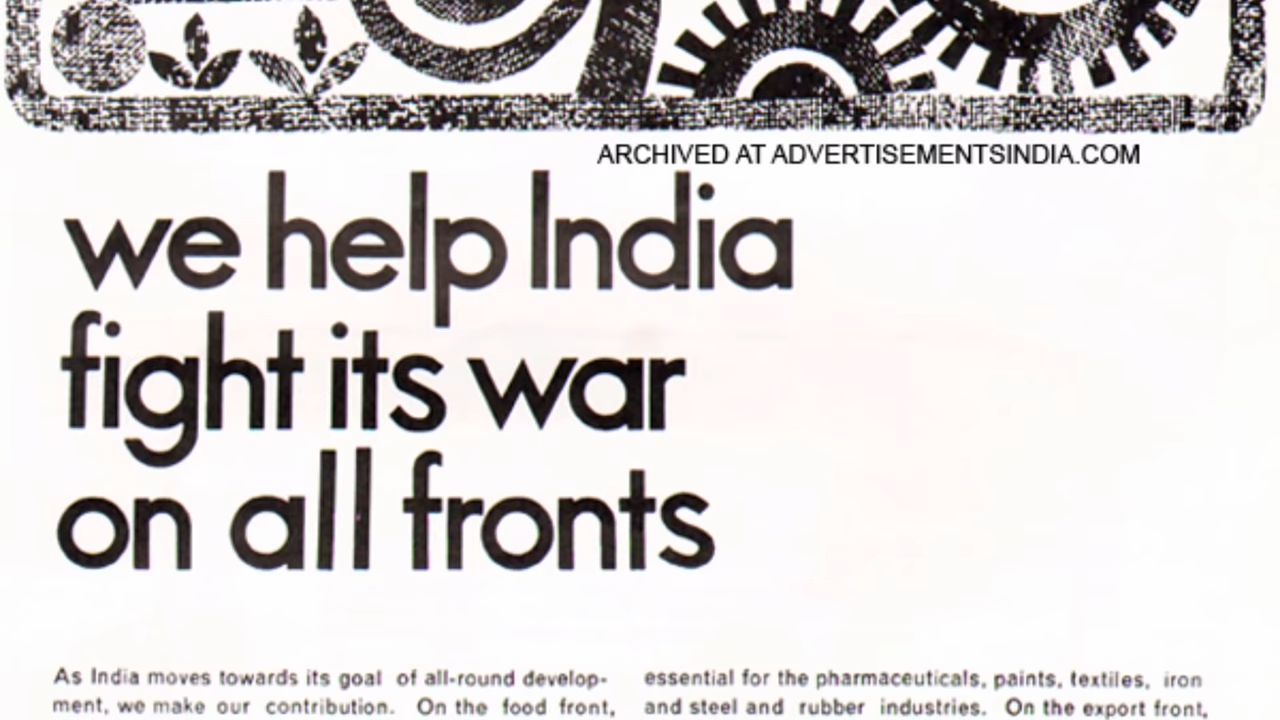 ARCHIVED AT ADVERTISEMENTSINDIA.COM
we help India
fight its war
on all fronts
As India moves towards its goal of all-round develop-
ment, we make our contribution. On the food front,
essential for the pharmaceuticals, paints, textiles, iron
and steel and rubber industries. On the export front,